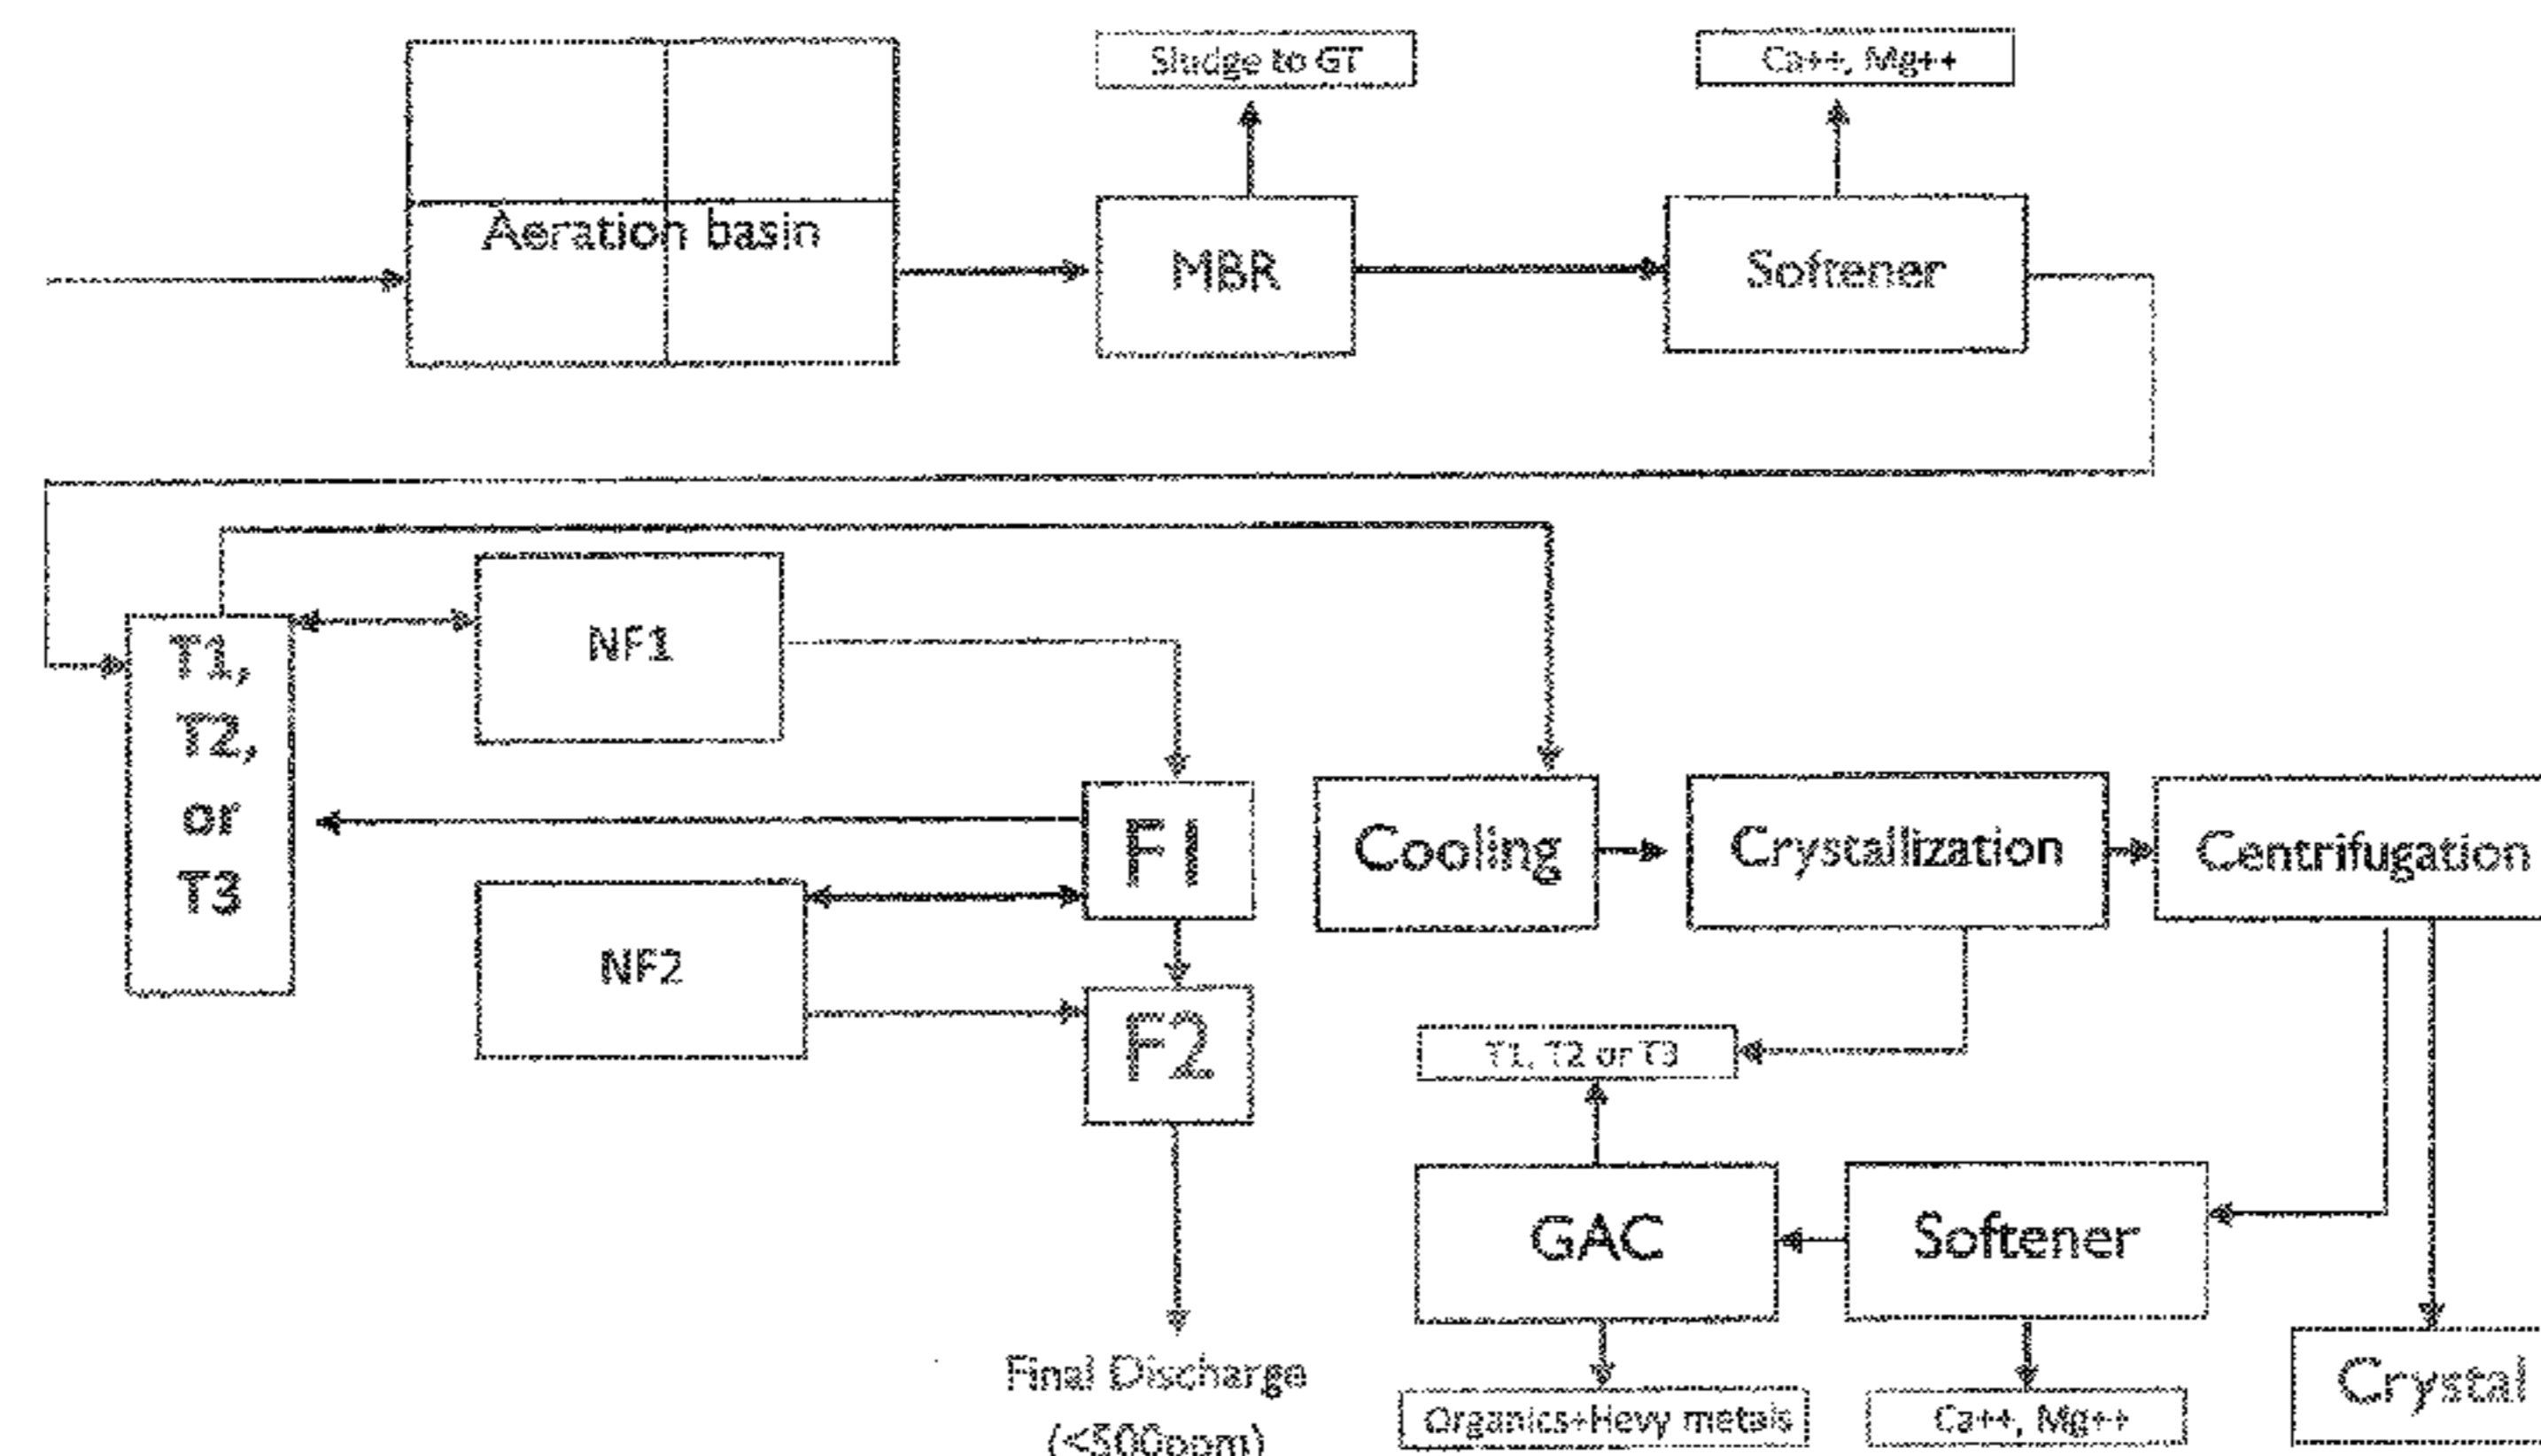 Sludge to GT
Ca++, Mg++
Aeration basin
MBR
Softener
T1,
T2,
or
T3
NF1
F1
NF2
F2
Cooling
Crystallization
Centrifugation
T1, T2 or T3
GAC
Softener
Final Discharge
(<500ppm)
Organics+Hevy metals
Ca++, Mg++
Crystal